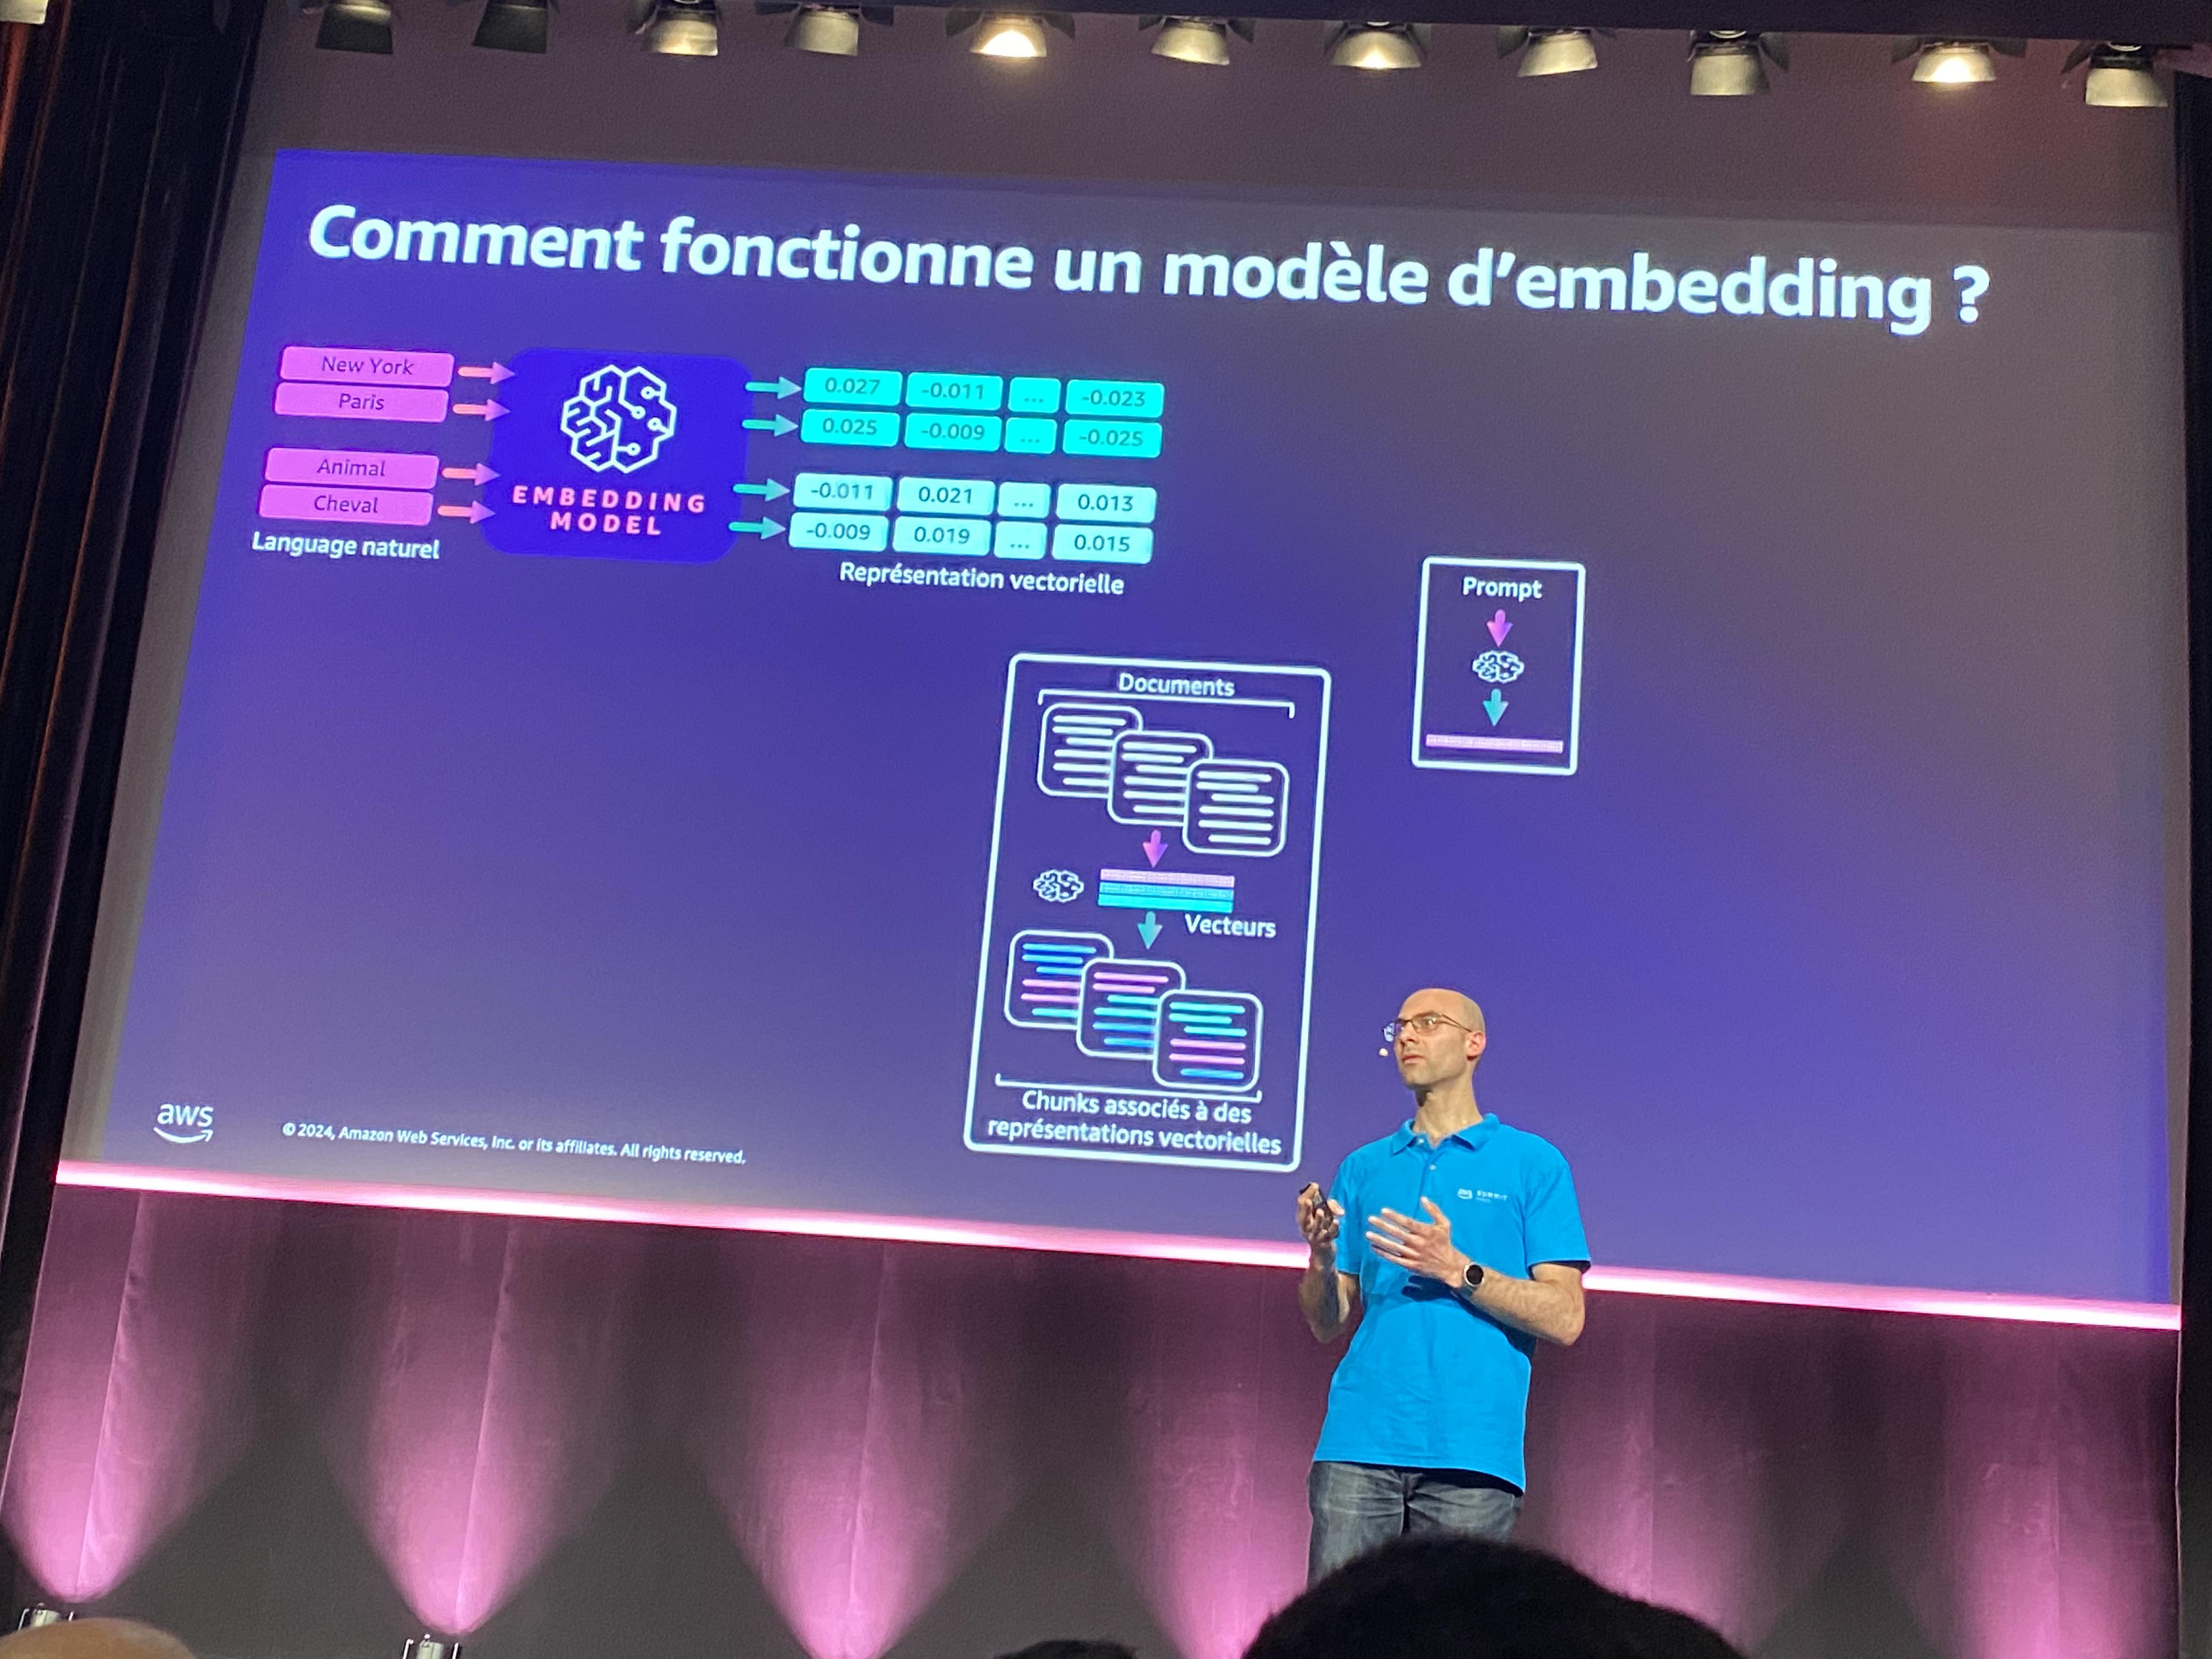 Comment fonctionne un modèle d'embedding ?
New York
Paris
Animal
Cheval
Language naturel
EMBEDDING
MODEL
0.027 -0.011 ... -0.023
0.025 -0.009 ... -0.025
-0.011 0.021 ... 0.013
-0.009 0.019 ... 0.015
Représentation vectorielle
Prompt
Documents
Vecteurs
Chunks associés à des
représentations vectorielles
aws
© 2024, Amazon Web Services, Inc. or its affiliates. All rights reserved.
aws SUMMIT